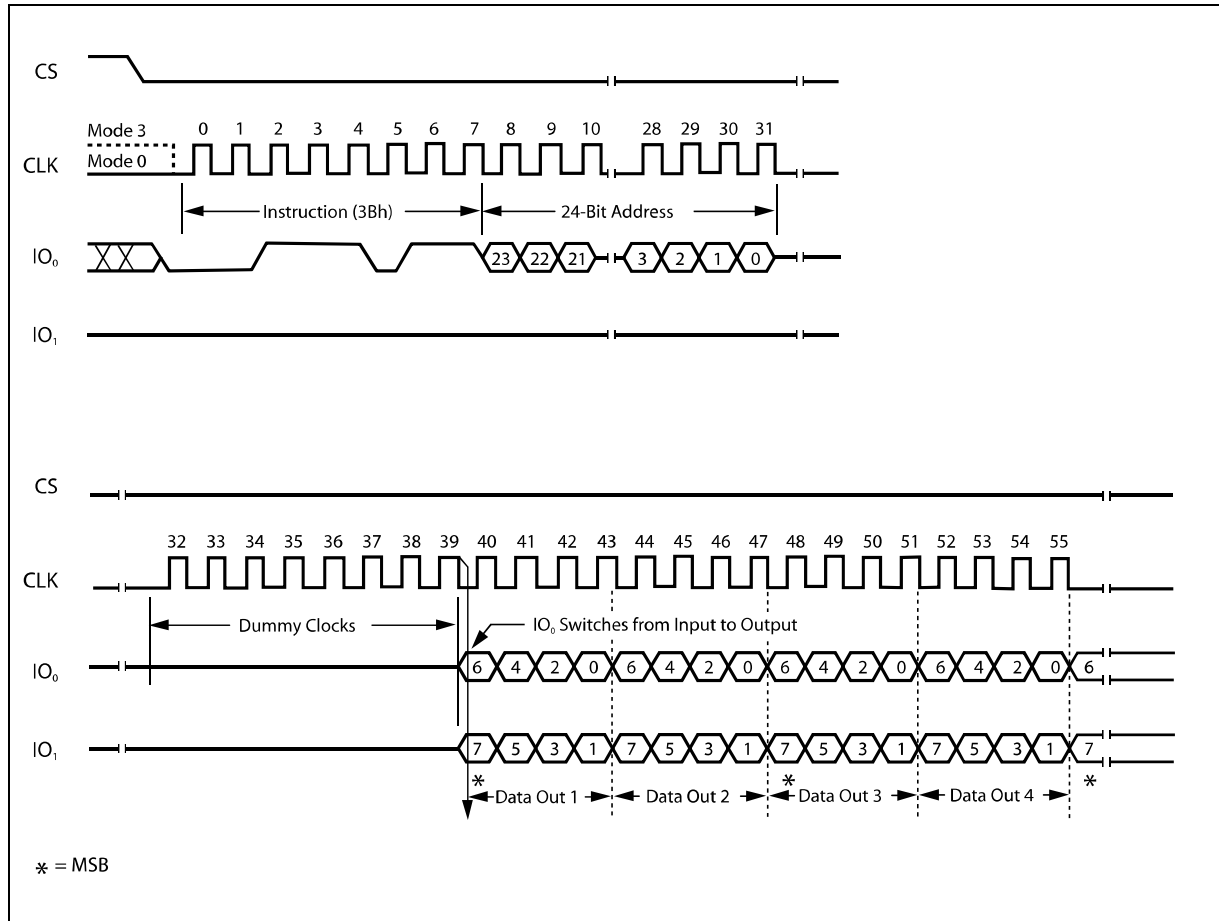 CS
Mode 3 0 1 2 3 4 5 6 7 8 9 10 28 29 30 31
Mode 0
CLK
Instruction (3Bh) 24-Bit Address
IO₀ 23 22 21 3 2 1 0
IO₁
CS
32 33 34 35 36 37 38 39 40 41 42 43 44 45 46 47 48 49 50 51 52 53 54 55
CLK
Dummy Clocks IO₀ Switches from Input to Output
IO₀ 6 4 2 0 6 4 2 0 6 4 2 0 6 4 2 0 6
IO₁ 7 5 3 1 7 5 3 1 7 5 3 1 7 5 3 1 7
* * *
Data Out 1 Data Out 2 Data Out 3 Data Out 4
* = MSB